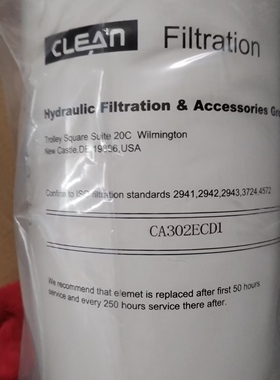 CLEAN Filtration
Hydraulic Filtration & Accessories Gro
Trolley Square Suite 20C Wilmington
New Castle,DE,19806,USA
to ISO filtration standards 2941,2942,2943,3724,4572
CA302ECD1
We recommend that elemet is replaced after first 50 hours
service and every 250 hours service there after.